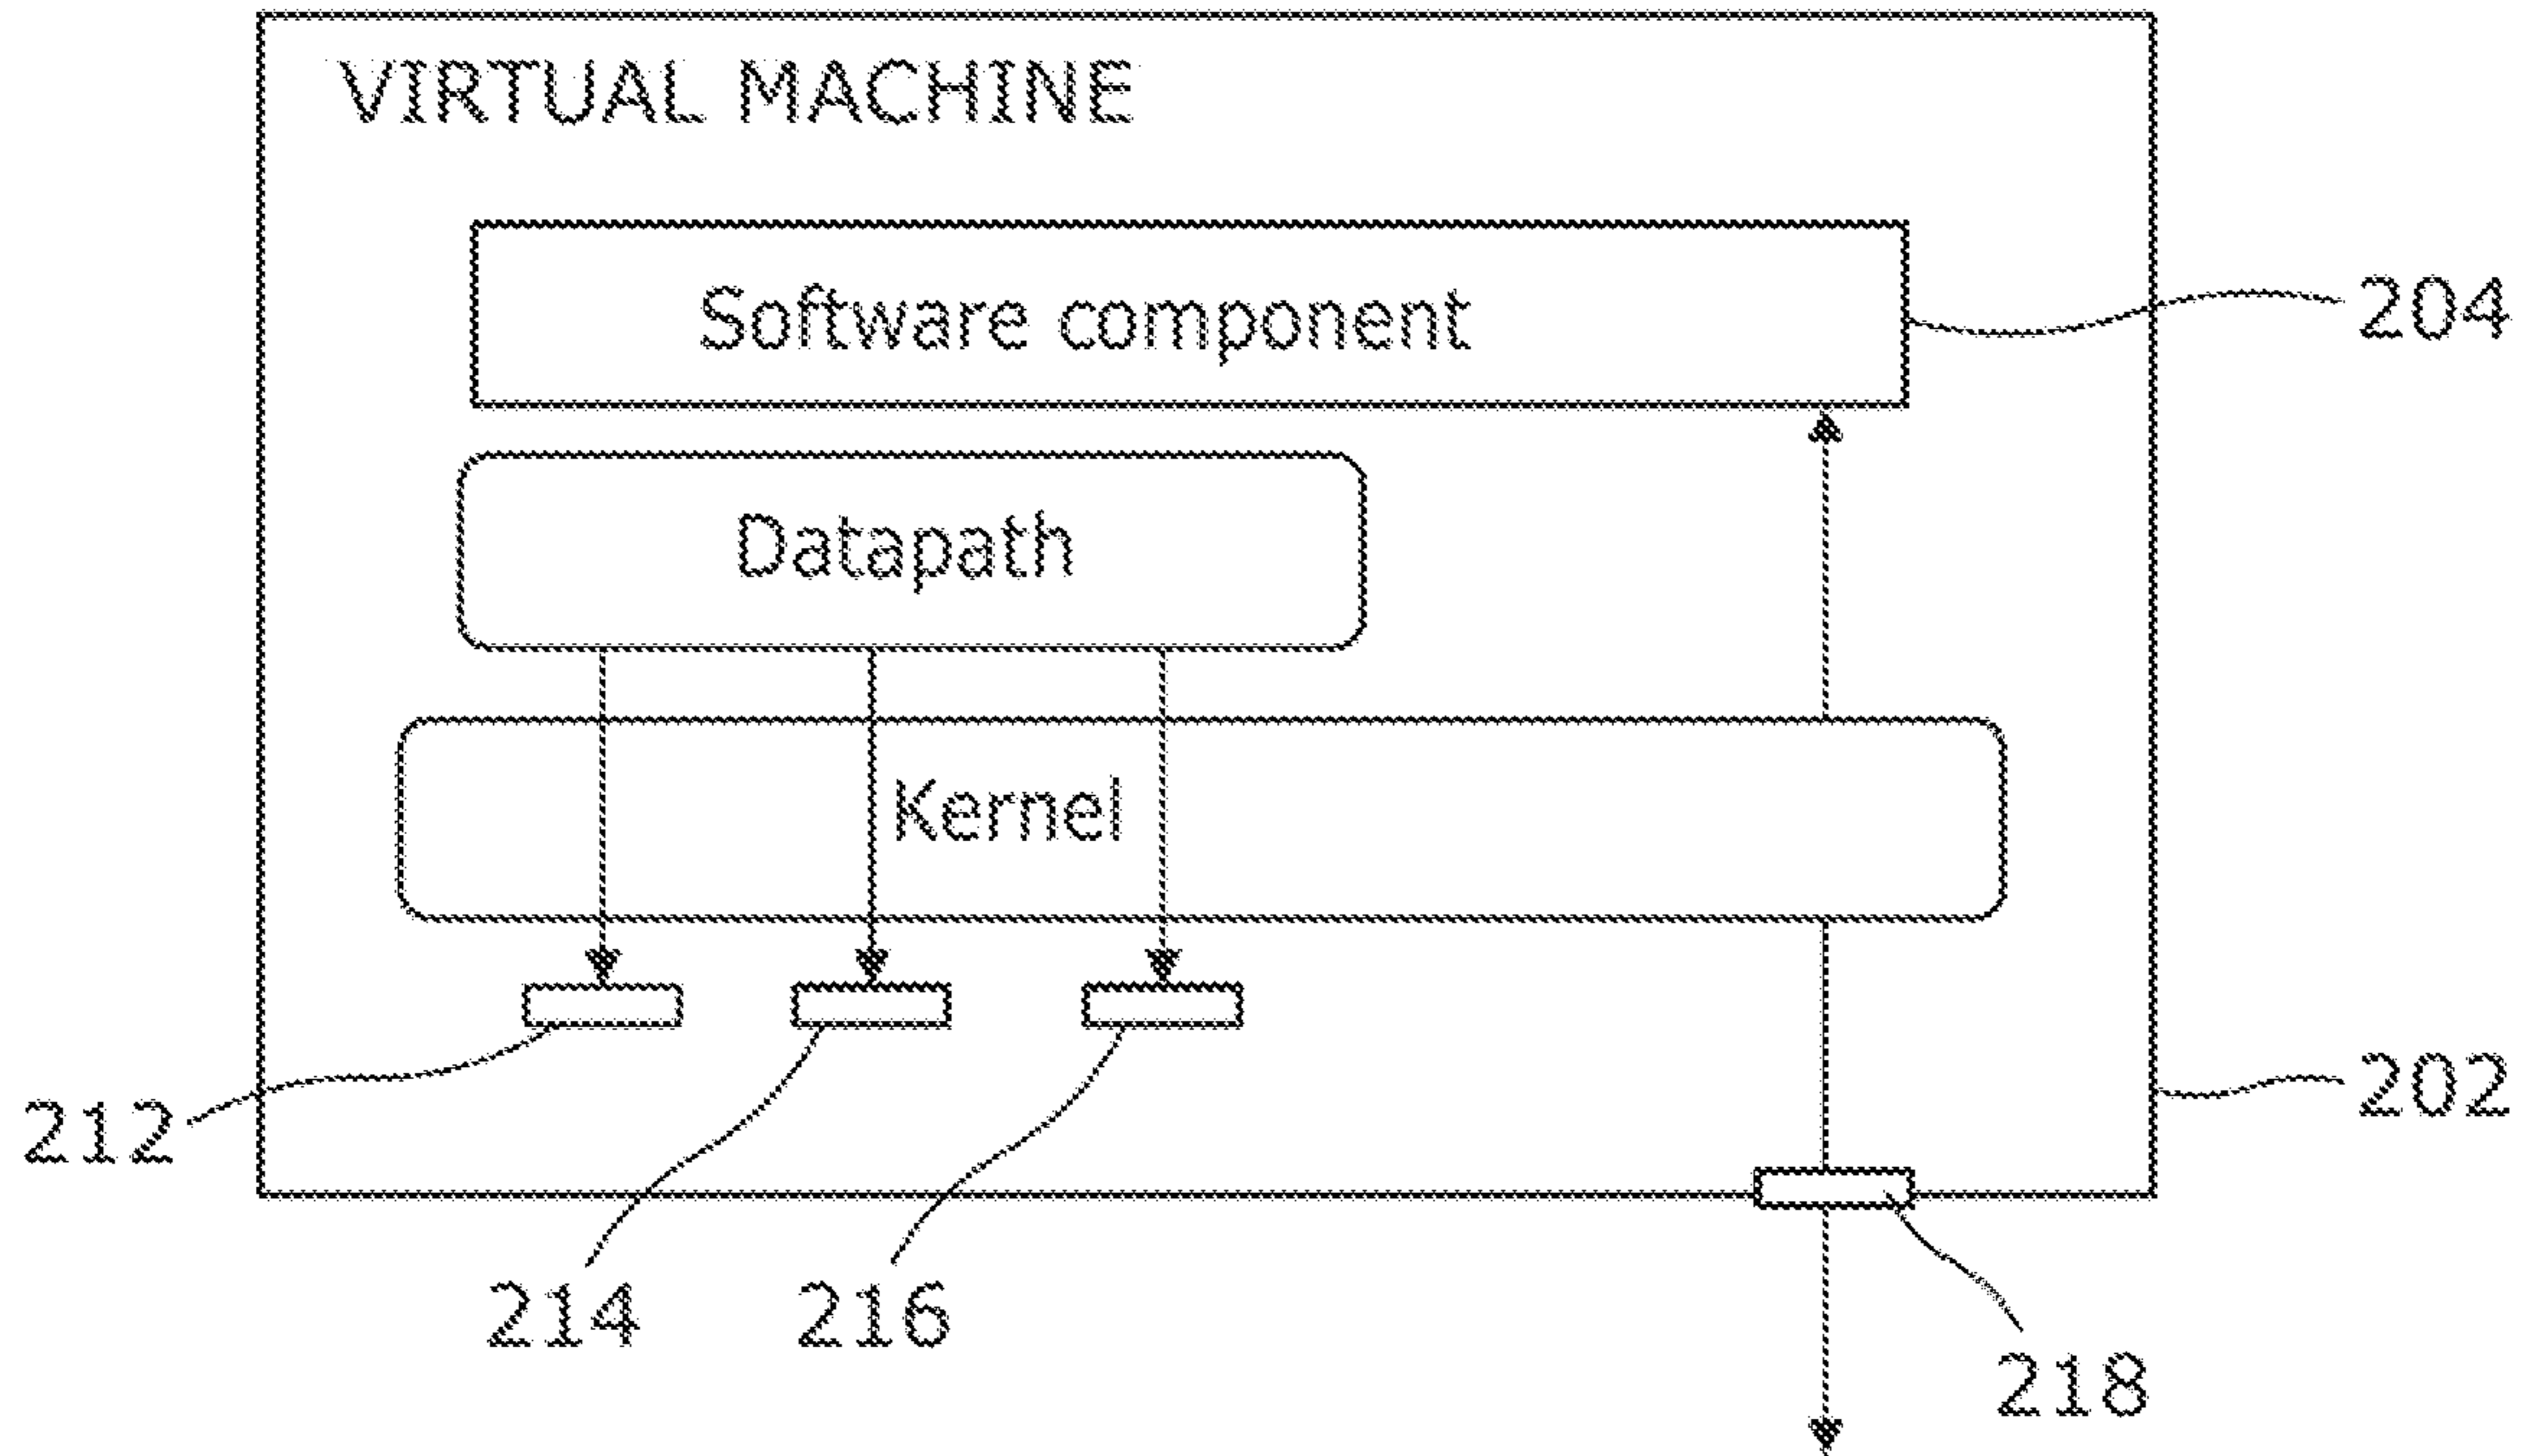 VIRTUAL MACHINE
Software component
204
Datapath
Kernel
202
212
214
216
218